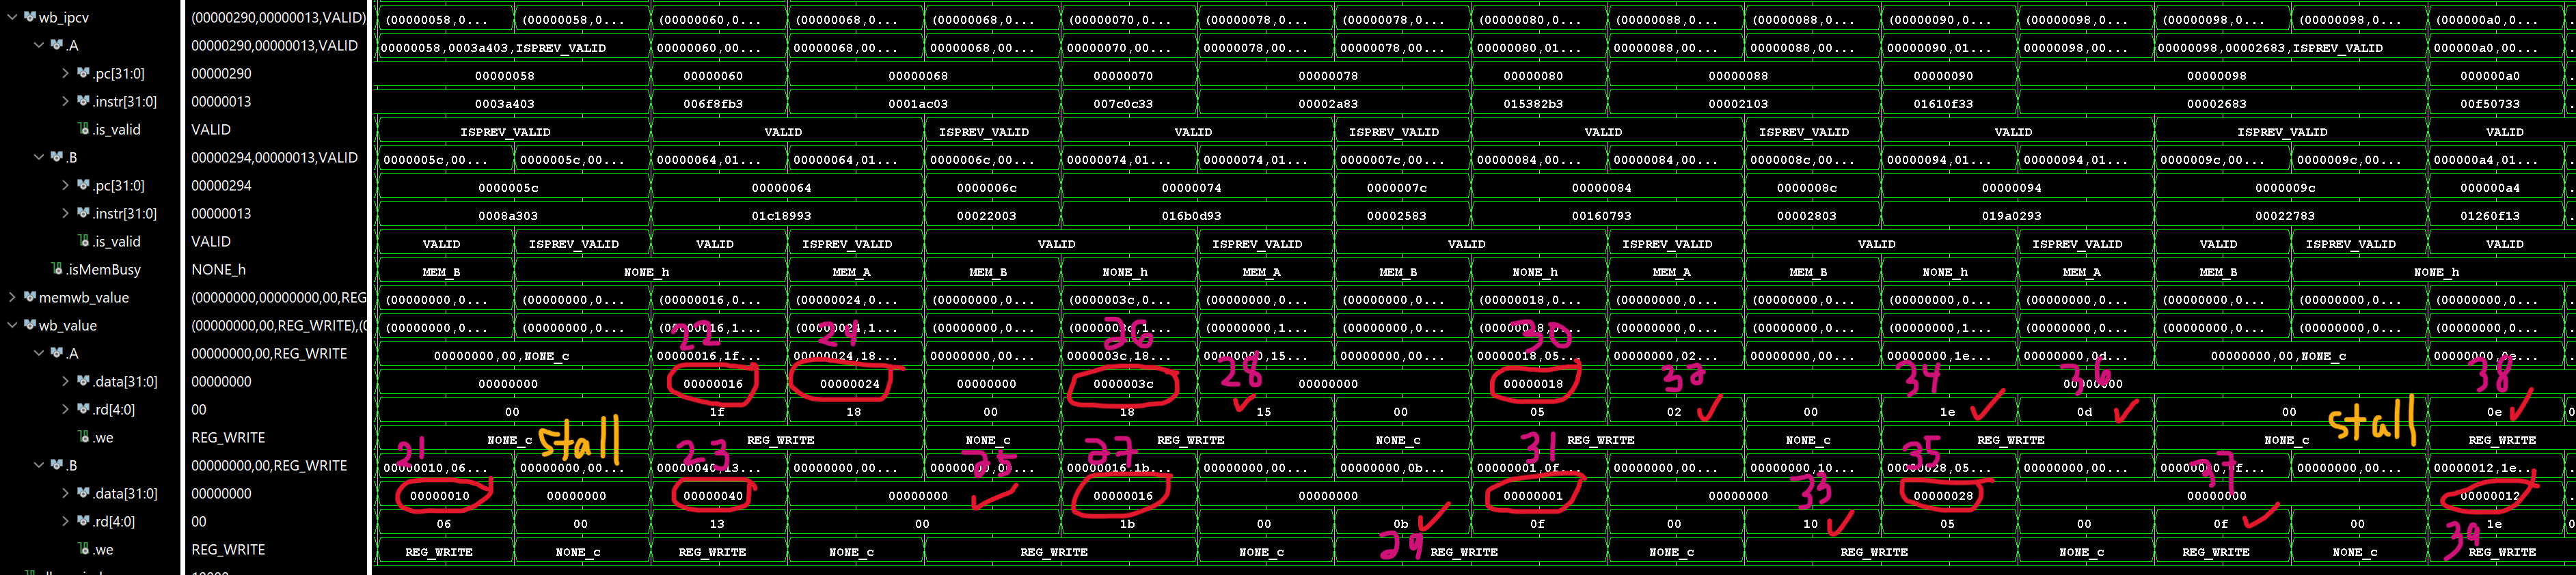 wb_ipcv (00000290,00000013,VALID) (00000058,0... (00000058,0... (00000060,0... (00000068,0... (00000068,0... (00000070,0... (00000078,0... (00000078,0... (00000080,0... (00000088,0... (00000088,0... (00000090,0... (00000098,0... (00000098,0... (00000098,0... (000000a0,0...
.A 00000290,00000013,VALID 00000058,0003a403,ISPREV_VALID 00000060,00... 00000068,00... 00000068,00... 00000070,00... 00000078,00... 00000078,00... 00000080,01... 00000088,00... 00000088,00... 00000090,01... 00000098,00... 00000098,00002683,ISPREV_VALID 000000a0,00...
.pc[31:0] 00000290 00000058 00000060 00000068 00000070 00000078 00000080 00000088 00000090 00000098 000000a0
.instr[31:0] 00000013 0003a403 006f8fb3 0001ac03 007c0c33 00002a83 015382b3 00002103 01610f33 00002683 00f50733
.is_valid VALID ISPREV_VALID VALID ISPREV_VALID VALID ISPREV_VALID VALID ISPREV_VALID VALID ISPREV_VALID VALID
.B 00000294,00000013,VALID 0000005c,00... 0000005c,00... 00000064,01... 00000064,01... 0000006c,00... 00000074,01... 00000074,01... 0000007c,00... 00000084,00... 00000084,00... 0000008c,00... 00000094,01... 00000094,01... 0000009c,00... 0000009c,00... 000000a4,01...
.pc[31:0] 00000294 0000005c 00000064 0000006c 00000074 0000007c 00000084 0000008c 00000094 0000009c 000000a4
.instr[31:0] 00000013 0008a303 01c18993 00022003 016b0d93 00002583 00160793 00002803 019a0293 00022783 01260f13
.is_valid VALID VALID ISPREV_VALID VALID ISPREV_VALID VALID ISPREV_VALID VALID ISPREV_VALID VALID ISPREV_VALID VALID ISPREV_VALID VALID
.isMemBusy NONE_h MEM_B NONE_h MEM_A MEM_B NONE_h MEM_A MEM_B NONE_h MEM_A MEM_B NONE_h MEM_A MEM_B NONE_h
memwb_value (00000000,00000000,00,REG (00000000,0... (00000000,0... (00000016,0... (00000024,0... (00000000,0... (0000003c,0... (00000000,0... (00000000,0... (00000018,0... (00000000,0... (00000000,0... (00000000,0... (00000000,0... (00000000,0... (00000000,0... (00000000,0...
wb_value (00000000,00,REG_WRITE),(0 (00000000,0... (00000000,0... 22 24 (00000000,0... 26 (00000000,1... (00000000,0... 30 (00000000,0... (00000000,0... (00000000,1... (00000000,0... (00000000,0... (00000000,0... (00000000,0...
.A 00000000,00,REG_WRITE 00000000,00,NONE_c 00000016,1f... 00000024,18... 00000000,00... 0000003c,18... 00000000,15... 00000000,00... 00000018,05... 00000000,02... 00000000,00... 00000000,1e... 00000000,0d... 00000000,00,NONE_c 00000000,0e...
.data[31:0] 00000000 00000000 00000016 00000024 00000000 0000003c 28 00000000 00000018 32 34 36 00000000 38
.rd[4:0] 00 00 1f 18 00 18 15 00 05 02 00 1e 0d 00 0e
.we REG_WRITE NONE_c stall REG_WRITE NONE_c REG_WRITE NONE_c REG_WRITE NONE_c REG_WRITE NONE_c stall REG_WRITE
.B 00000000,00,REG_WRITE 21 00000010,06... 00000000,00... 23 00000000,00... 25 27 00000000,00... 00000000,0b... 31 00000000,00... 00000000,10... 35 00000000,00... 37 00000000,00... 00000012,1e...
.data[31:0] 00000000 00000010 00000000 00000040 00000000 00000016 00000000 00000001 00000000 33 00000028 00000000 00000012
.rd[4:0] 00 06 00 13 00 1b 00 0b 0f 00 10 05 00 0f 00 1e
.we REG_WRITE REG_WRITE NONE_c REG_WRITE NONE_c REG_WRITE NONE_c 29 REG_WRITE NONE_c REG_WRITE NONE_c REG_WRITE NONE_c 39 REG_WRITE